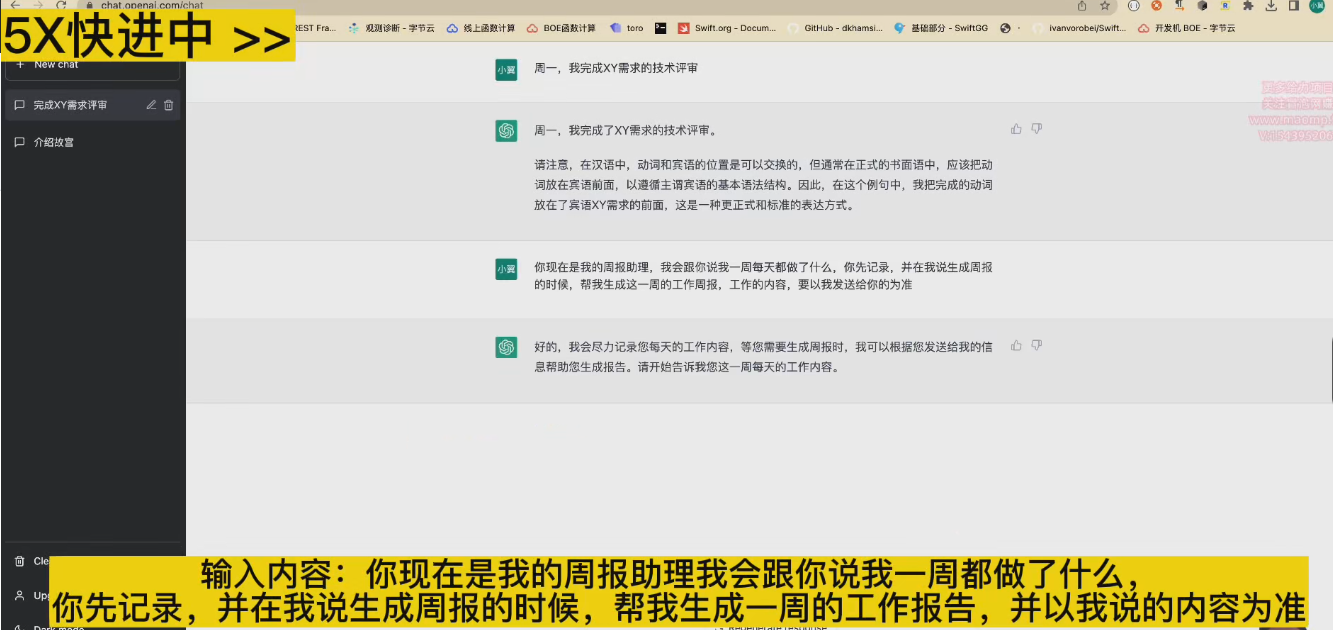 chat.openai.com/chat
5X快进中 >>
REST Fra...
观测诊断 - 字节云
线上函数计算
BOE函数计算
toro
Swift.org - Docum...
GitHub - dkhamsi...
基础部分 - SwiftGG
ivanvorobei/Swift...
开发机 BOE - 字节云
New chat
完成XY需求评审
介绍故宫
小翼
周一，我完成XY需求的技术评审
周一，我完成了XY需求的技术评审。
请注意，在汉语中，动词和宾语的位置是可以交换的，但通常在正式的书面语中，应该把动
词放在宾语前面，以遵循主谓宾语的基本语法结构。因此，在这个例句中，我把完成的动词
放在了宾语XY需求的前面，这是一种更正式和标准的表达方式。
小翼
你现在是我的周报助理，我会跟你说我一周每天都做了什么，你先记录，并在我说生成周报
的时候，帮我生成这一周的工作周报，工作的内容，要以我发送给你的为准
好的，我会尽力记录您每天的工作内容，等您需要生成周报时，我可以根据您发送给我的信
息帮助您生成报告。请开始告诉我您这一周每天的工作内容。
输入内容：你现在是我的周报助理我会跟你说我一周都做了什么，
你先记录，并在我说生成周报的时候，帮我生成一周的工作报告，并以我说的内容为准